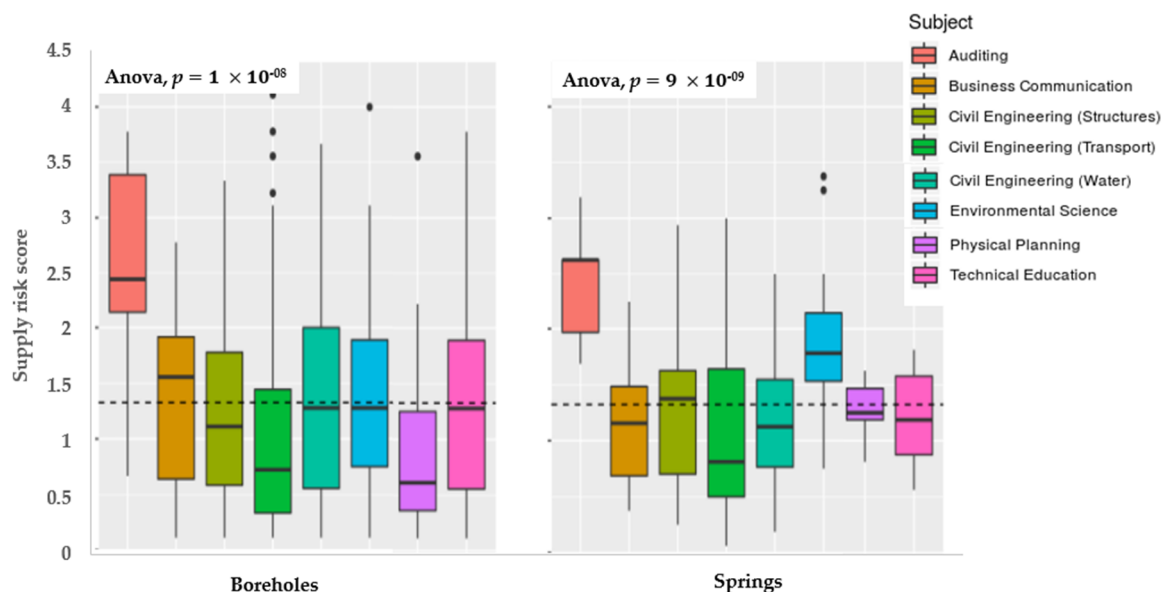 Subject
Auditing
Business Communication
Civil Engineering (Structures)
Civil Engineering (Transport)
Civil Engineering (Water)
Environmental Science
Physical Planning
Technical Education
Supply risk score
4.5
4
3.5
3
2.5
2
1.5
1
0.5
0
Anova, p = 1 ×10⁻⁰⁸
Anova, p = 9 ×10⁻⁰⁹
Boreholes
Springs